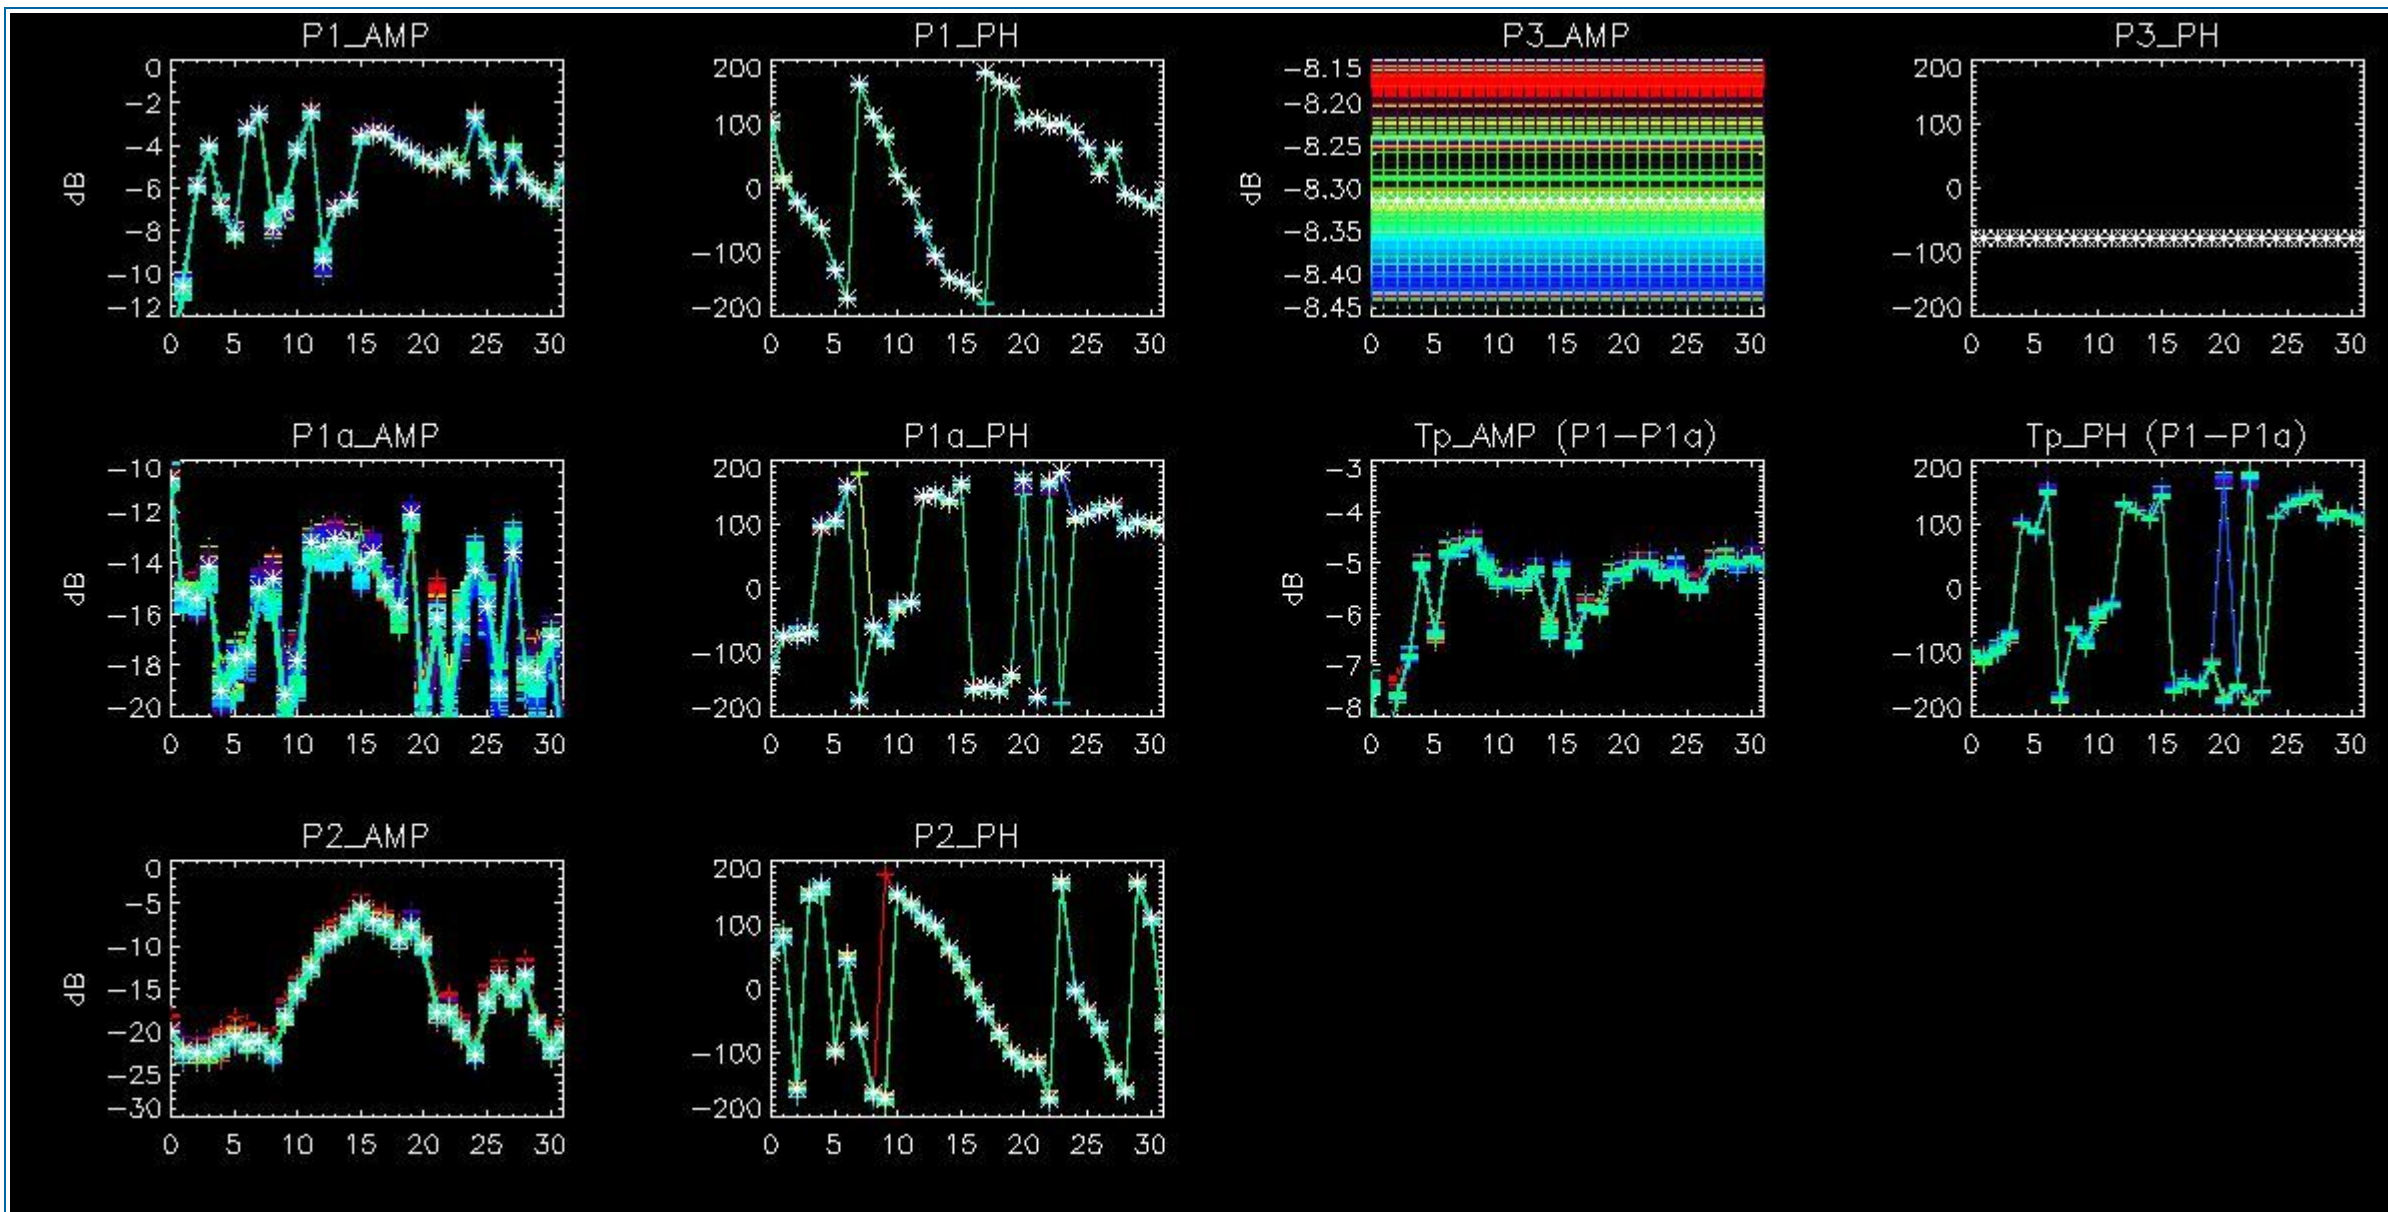 P1_AMP
0
−2
−4
−6
−8
−10
−12
dB
0 5 10 15 20 25 30
P1_PH
200
100
0
−100
−200
0 5 10 15 20 25 30
P3_AMP
−8.15
−8.20
−8.25
−8.30
−8.35
−8.40
−8.45
dB
0 5 10 15 20 25 30
P3_PH
200
100
0
−100
−200
0 5 10 15 20 25 30
P1a_AMP
−10
−12
−14
−16
−18
−20
dB
0 5 10 15 20 25 30
P1a_PH
200
100
0
−100
−200
0 5 10 15 20 25 30
Tp_AMP (P1−P1a)
−3
−4
−5
−6
−7
−8
dB
0 5 10 15 20 25 30
Tp_PH (P1−P1a)
200
100
0
−100
−200
0 5 10 15 20 25 30
P2_AMP
0
−5
−10
−15
−20
−25
−30
dB
0 5 10 15 20 25 30
P2_PH
200
100
0
−100
−200
0 5 10 15 20 25 30